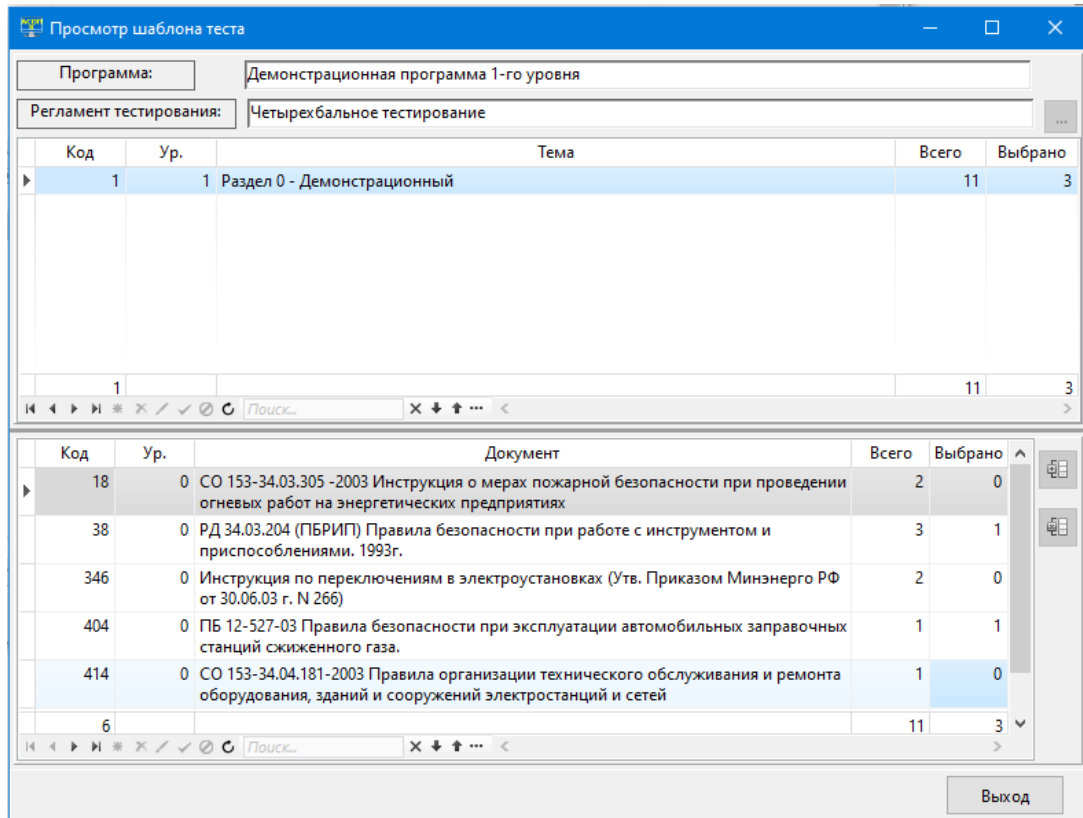 Просмотр шаблона теста
Программа: Демонстрационная программа 1-го уровня
Регламент тестирования: Четырехбальное тестирование ...
Код Ур. Тема Всего Выбрано
1 1 Раздел 0 - Демонстрационный 11 3
1 11 3
Поиск...
Код Ур. Документ Всего Выбрано
18 0 СО 153-34.03.305 -2003 Инструкция о мерах пожарной безопасности при проведении 2 0
огневых работ на энергетических предприятиях
38 0 РД 34.03.204 (ПБРИП) Правила безопасности при работе с инструментом и 3 1
приспособлениями. 1993г.
346 0 Инструкция по переключениям в электроустановках (Утв. Приказом Минэнерго РФ 2 0
от 30.06.03 г. N 266)
404 0 ПБ 12-527-03 Правила безопасности при эксплуатации автомобильных заправочных 1 1
станций сжиженного газа.
414 0 СО 153-34.04.181-2003 Правила организации технического обслуживания и ремонта 1 0
оборудования, зданий и сооружений электростанций и сетей
6 11 3
Поиск...
Выход